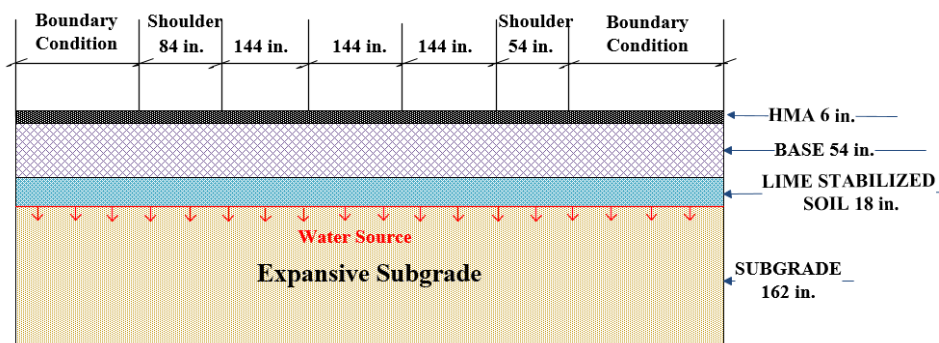 Boundary
Condition
Shoulder
84 in.
144 in.
144 in.
144 in.
Shoulder
54 in.
Boundary
Condition
HMA 6 in.
BASE 54 in.
LIME STABILIZED
SOIL 18 in.
Water Source
Expansive Subgrade
SUBGRADE
162 in.